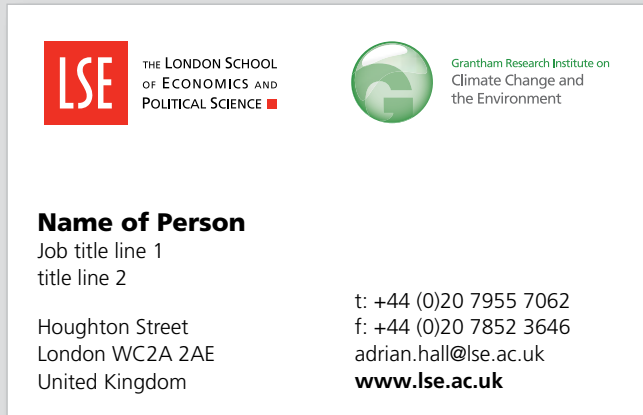 LSE
THE LONDON SCHOOL
OF ECONOMICS AND
POLITICAL SCIENCE
G
Grantham Research Institute on
Climate Change and
the Environment
Name of Person
Job title line 1
title line 2
Houghton Street
London WC2A 2AE
United Kingdom
t: +44 (0)20 7955 7062
f: +44 (0)20 7852 3646
adrian.hall@lse.ac.uk
www.lse.ac.uk